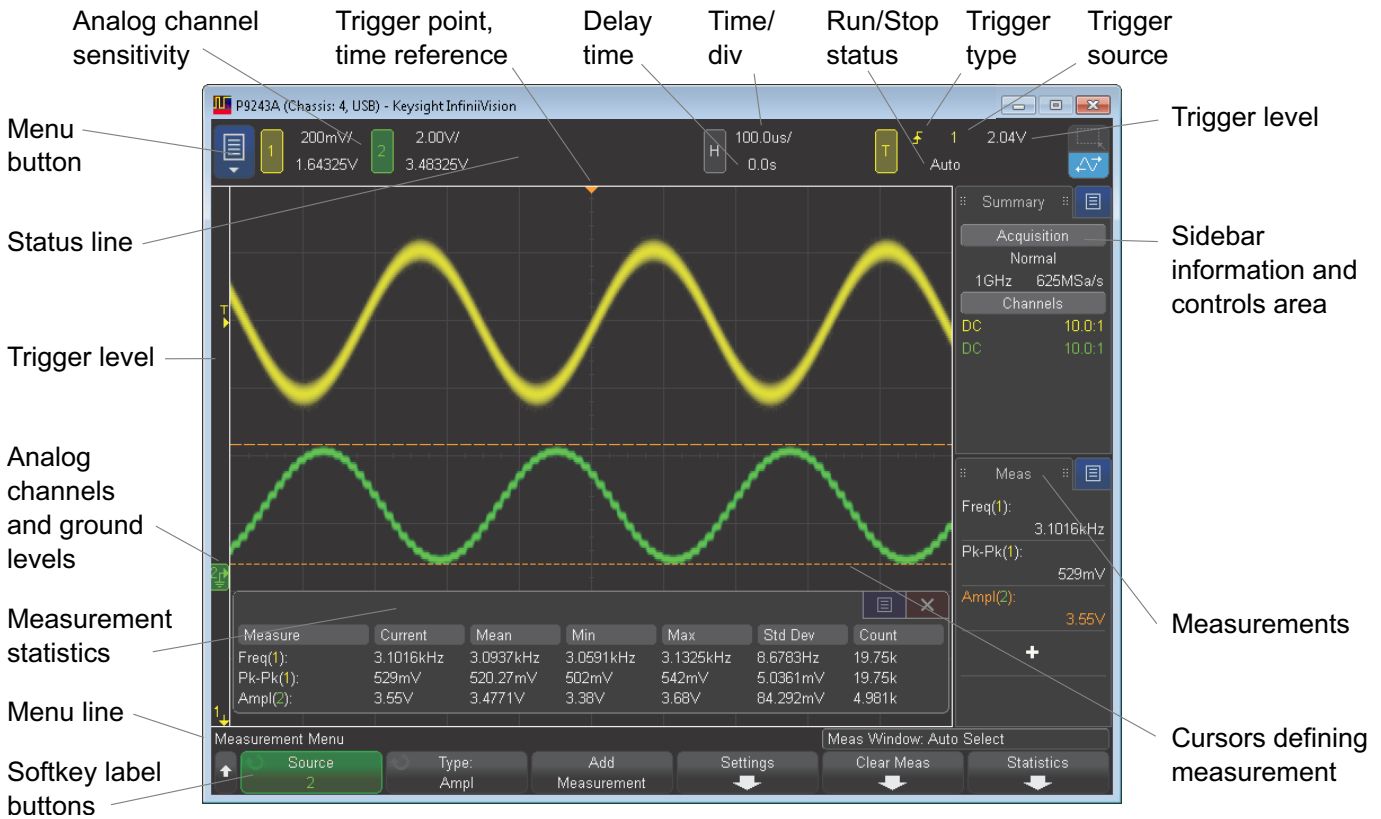 Analog channel
sensitivity
Trigger point,
time reference
Delay
time
Time/
div
Run/Stop
status
Trigger
type
Trigger
source
P9243A (Chassis: 4, USB) - Keysight InfiniiVision
Menu
button
1
200mV/
1.64325V
2
2.00V/
3.48325V
H
100.0us/
0.0s
T
1
2.04V
Auto
Trigger level
Status line
Summary
Acquisition
Normal
1GHz 625MSa/s
Channels
DC 10.0:1
DC 10.0:1
Sidebar
information and
controls area
T
Trigger level
Analog
channels
and ground
levels
2
Meas
Freq(1):
3.1016kHz
Pk-Pk(1):
529mV
Ampl(2):
3.55V
+
Measurements
Measurement
statistics
Measure Current Mean Min Max Std Dev Count
Freq(1): 3.1016kHz 3.0937kHz 3.0591kHz 3.1325kHz 8.6783Hz 19.75k
Pk-Pk(1): 529mV 520.27mV 502mV 542mV 5.0361mV 19.75k
Ampl(2): 3.55V 3.4771V 3.38V 3.68V 84.292mV 4.981k
1
Menu line
Measurement Menu
Meas Window: Auto Select
Cursors defining
measurement
Softkey label
buttons
Source
2
Type:
Ampl
Add
Measurement
Settings
Clear Meas
Statistics